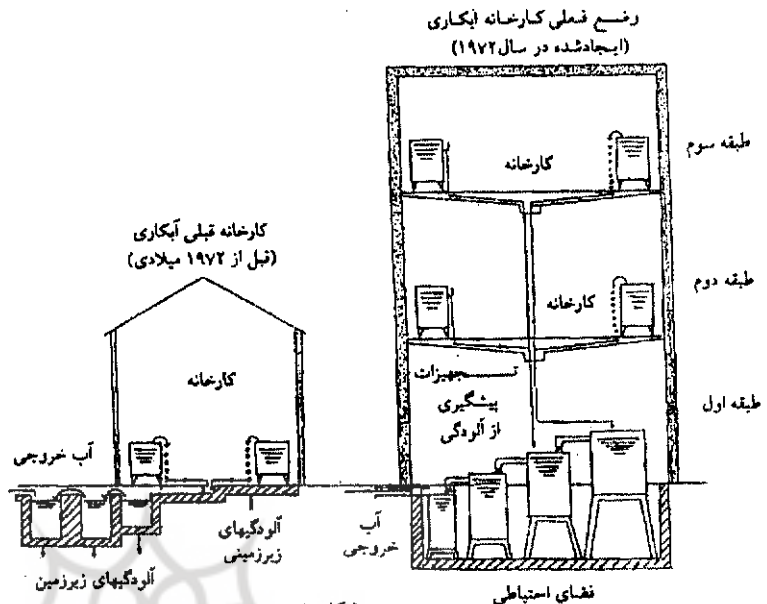 وضع فعلی کارخانه آبکاری
(ایجادشده در سال ۱۹۷۲)
طبقه سوم
کارخانه
طبقه دوم
کارخانه
طبقه اول
تجهیزات
پیشگیری
از آلودگی
آب
خروجی
فضای احتیاطی
کارخانه قبلی آبکاری
(قبل از ۱۹۷۲ میلادی)
کارخانه
آب خروجی
آلودگیهای
زیرزمینی
آلودگیهای زیرزمین